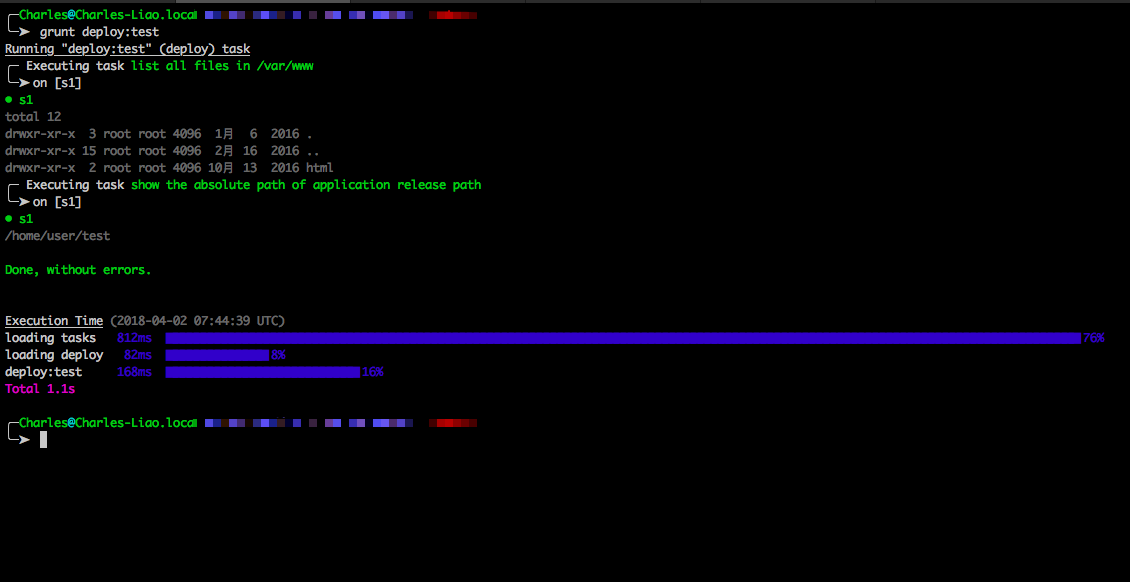 Charles@Charles-Liao.local
➤ grunt deploy:test
Running "deploy:test" (deploy) task
Executing task list all files in /var/www
➤ on [s1]
● s1
total 12
drwxr-xr-x  3 root root 4096  1月  6  2016 .
drwxr-xr-x 15 root root 4096  2月 16  2016 ..
drwxr-xr-x  2 root root 4096 10月 13  2016 html
Executing task show the absolute path of application release path
➤ on [s1]
● s1
/home/user/test
Done, without errors.
Execution Time (2018-04-02 07:44:39 UTC)
loading tasks 812ms 76%
loading deploy 82ms 8%
deploy:test 168ms 16%
Total 1.1s
Charles@Charles-Liao.local
➤